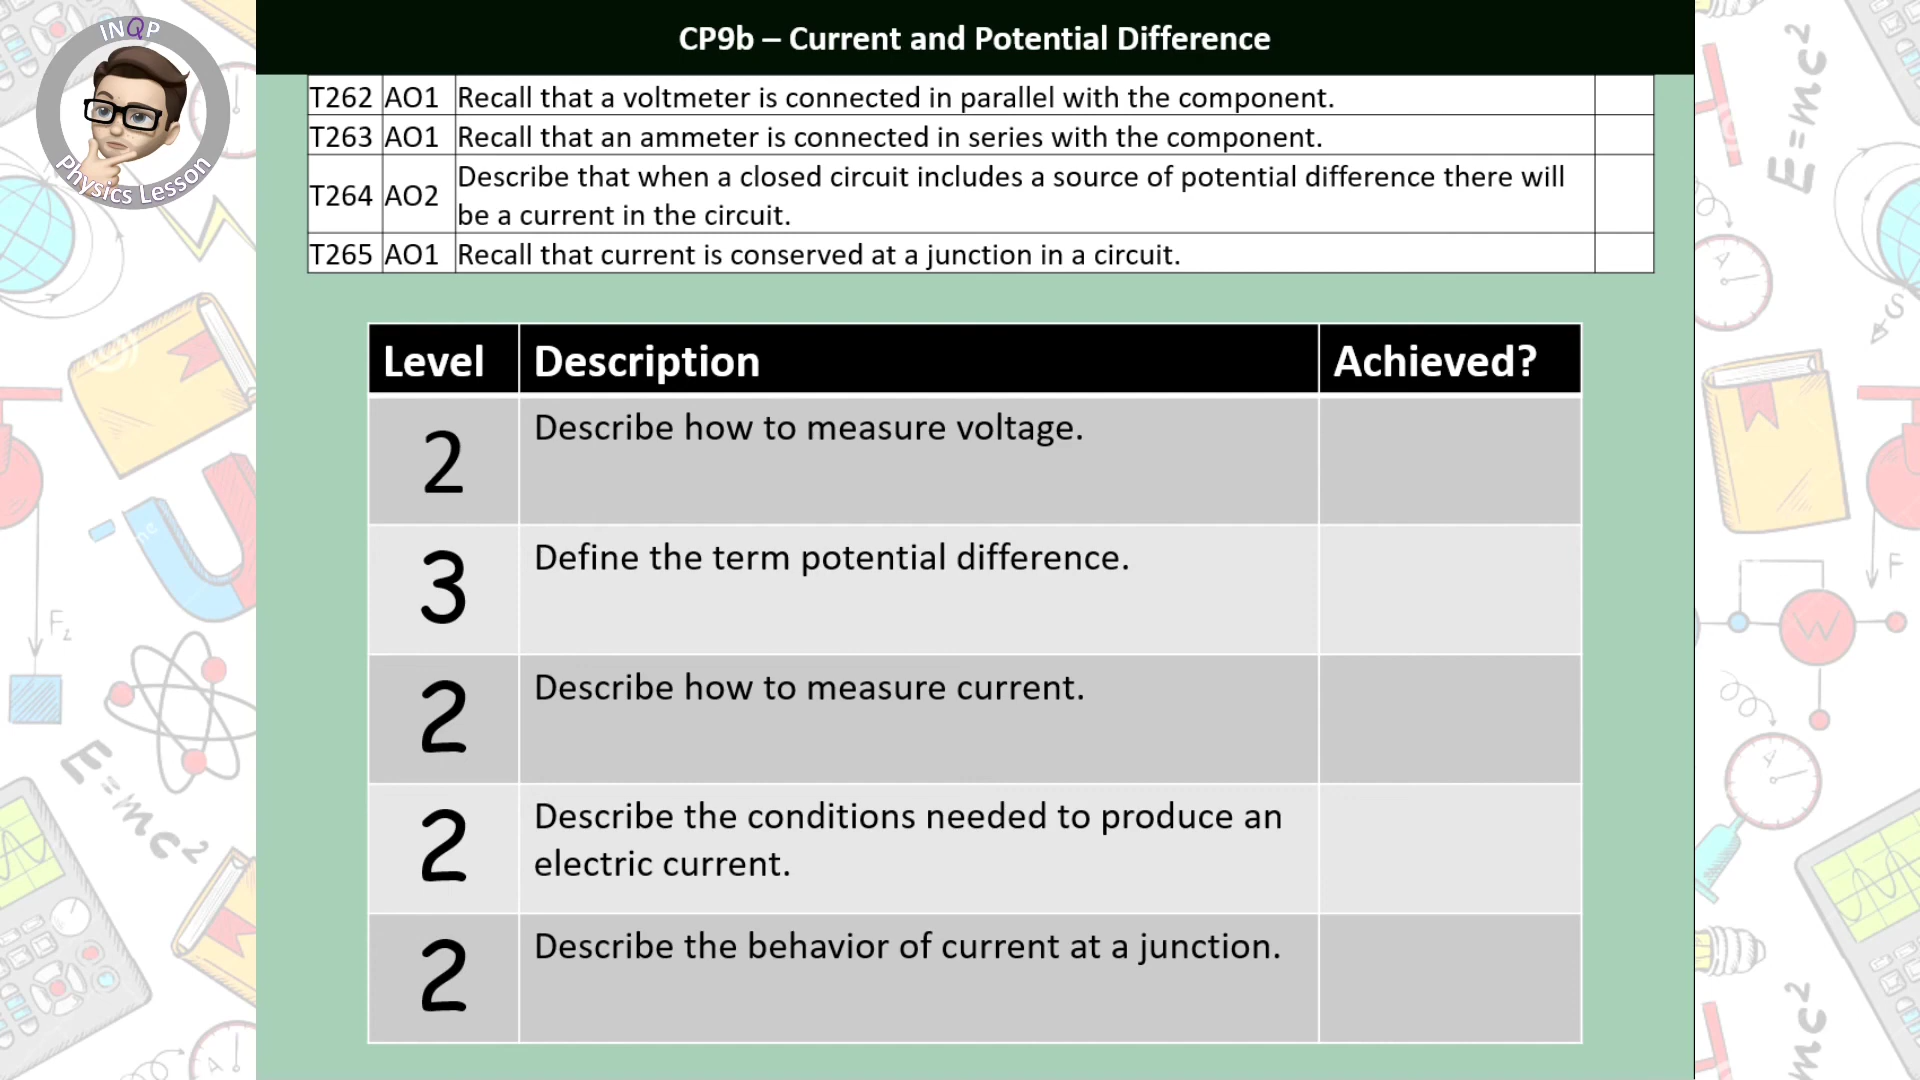 INQP
Physics Lesson
CP9b – Current and Potential Difference
T262 AO1 Recall that a voltmeter is connected in parallel with the component.
T263 AO1 Recall that an ammeter is connected in series with the component.
T264 AO2 Describe that when a closed circuit includes a source of potential difference there will
be a current in the circuit.
T265 AO1 Recall that current is conserved at a junction in a circuit.
Level Description Achieved?
2 Describe how to measure voltage.
3 Define the term potential difference.
2 Describe how to measure current.
2 Describe the conditions needed to produce an
electric current.
2 Describe the behavior of current at a junction.
E=mc²
E=mc²
mc²
A
A
A
A
S
F
F₂
W